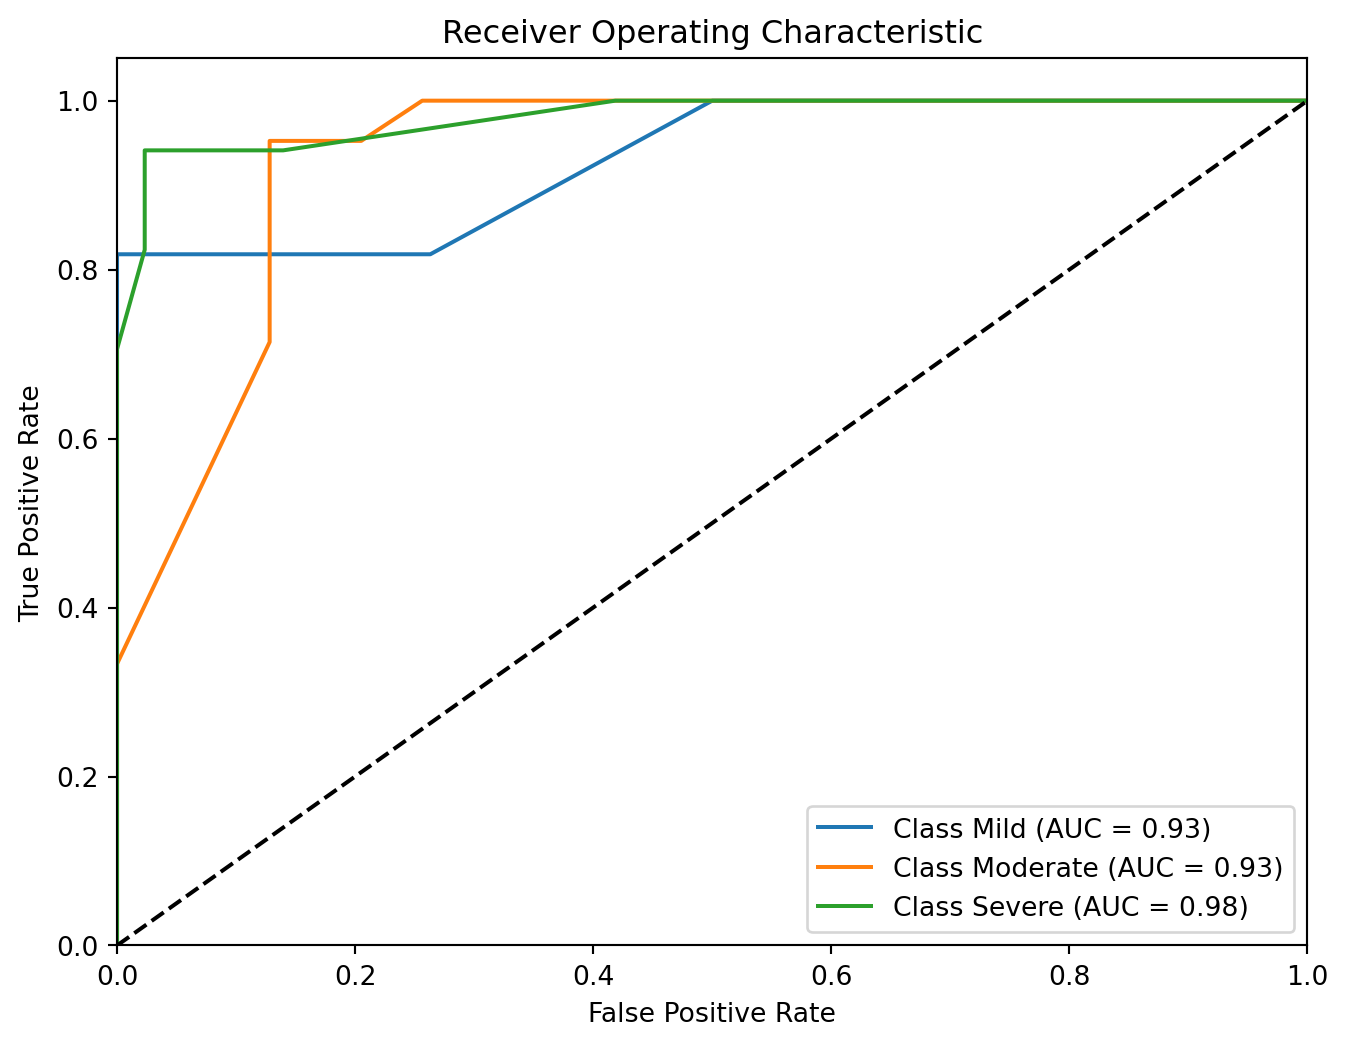 Receiver Operating Characteristic
1.0
0.8
0.6
0.4
0.2
0.0
True Positive Rate
0.0 0.2 0.4 0.6 0.8 1.0
False Positive Rate
Class Mild (AUC = 0.93)
Class Moderate (AUC = 0.93)
Class Severe (AUC = 0.98)